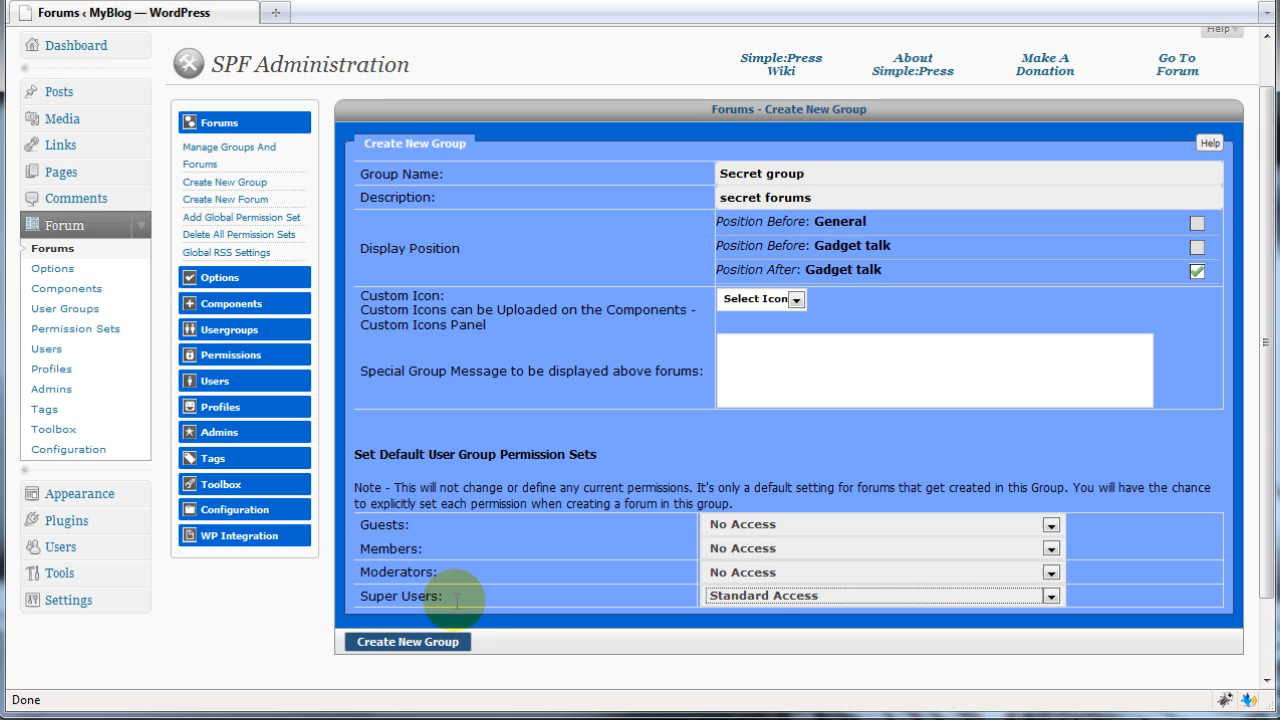 Forums ‹ MyBlog — WordPress
Help
Dashboard
Posts
Media
Links
Pages
Comments
Forum
Forums
Options
Components
User Groups
Permission Sets
Users
Profiles
Admins
Tags
Toolbox
Configuration
Appearance
Plugins
Users
Tools
Settings
SPF Administration
Simple:Press
Wiki
About
Simple:Press
Make A
Donation
Go To
Forum
Forums
Manage Groups And
Forums
Create New Group
Create New Forum
Add Global Permission Set
Delete All Permission Sets
Global RSS Settings
Options
Components
Usergroups
Permissions
Users
Profiles
Admins
Tags
Toolbox
Configuration
WP Integration
Forums - Create New Group
Create New Group
Help
Group Name: Secret group
Description: secret forums
Display Position
Position Before: General
Position Before: Gadget talk
Position After: Gadget talk
Custom Icon:
Custom Icons can be Uploaded on the Components -
Custom Icons Panel
Select Icon
Special Group Message to be displayed above forums:
Set Default User Group Permission Sets
Note - This will not change or define any current permissions. It's only a default setting for forums that get created in this Group. You will have the chance
to explicitly set each permission when creating a forum in this group.
Guests: No Access
Members: No Access
Moderators: No Access
Super Users: Standard Access
Create New Group
Done